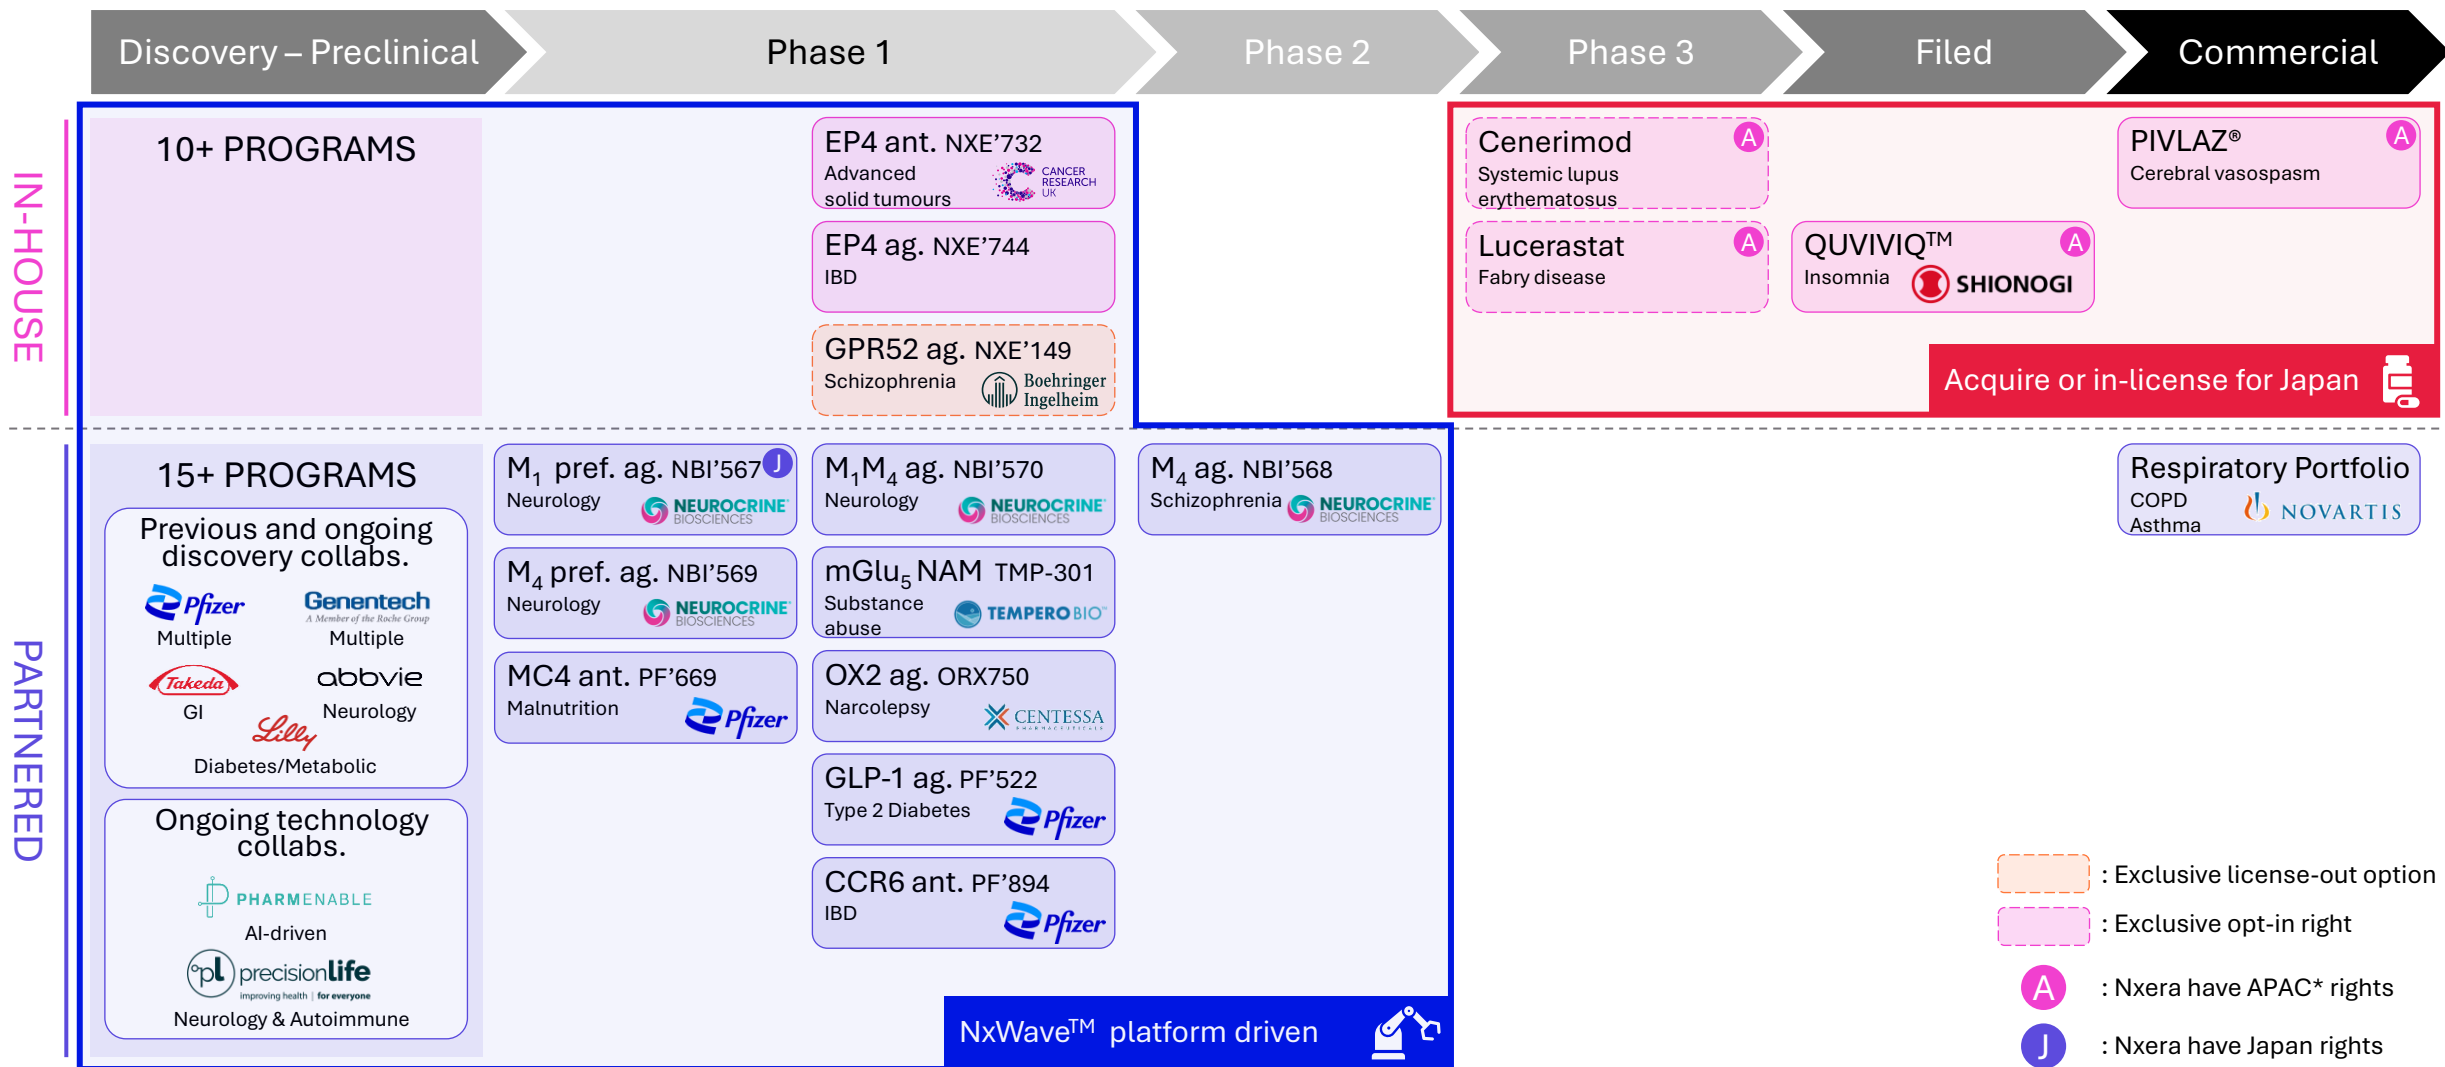 Discovery – Preclinical
Phase 1
Phase 2
Phase 3
Filed
Commercial
IN-HOUSE
10+ PROGRAMS
EP4 ant. NXE’732
Advanced
solid tumours
CANCER
RESEARCH
UK
EP4 ag. NXE’744
IBD
GPR52 ag. NXE’149
Schizophrenia
Boehringer
Ingelheim
Cenerimod
A
Systemic lupus
erythematosus
Lucerastat
A
Fabry disease
QUVIVIQ™
A
Insomnia
SHIONOGI
PIVLAZ®
A
Cerebral vasospasm
Acquire or in-license for Japan
PARTNERED
15+ PROGRAMS
Previous and ongoing
discovery collabs.
Pfizer
Multiple
Genentech
A Member of the Roche Group
Multiple
Takeda
GI
abbvie
Neurology
Lilly
Diabetes/Metabolic
Ongoing technology
collabs.
PHARMENABLE
AI-driven
pl precisionlife
improving health | for everyone
Neurology & Autoimmune
M1 pref. ag. NBI’567
J
Neurology
NEUROCRINE
BIOSCIENCES
M4 pref. ag. NBI’569
Neurology
NEUROCRINE
BIOSCIENCES
MC4 ant. PF’669
Malnutrition
Pfizer
M1M4 ag. NBI’570
Neurology
NEUROCRINE
BIOSCIENCES
mGlu5 NAM TMP-301
Substance
abuse
TEMPERO BIO™
OX2 ag. ORX750
Narcolepsy
CENTESSA
PHARMACEUTICALS
GLP-1 ag. PF’522
Type 2 Diabetes
Pfizer
CCR6 ant. PF’894
IBD
Pfizer
M4 ag. NBI’568
Schizophrenia
NEUROCRINE
BIOSCIENCES
Respiratory Portfolio
COPD
Asthma
NOVARTIS
NxWave™ platform driven
: Exclusive license-out option
: Exclusive opt-in right
A : Nxera have APAC* rights
J : Nxera have Japan rights